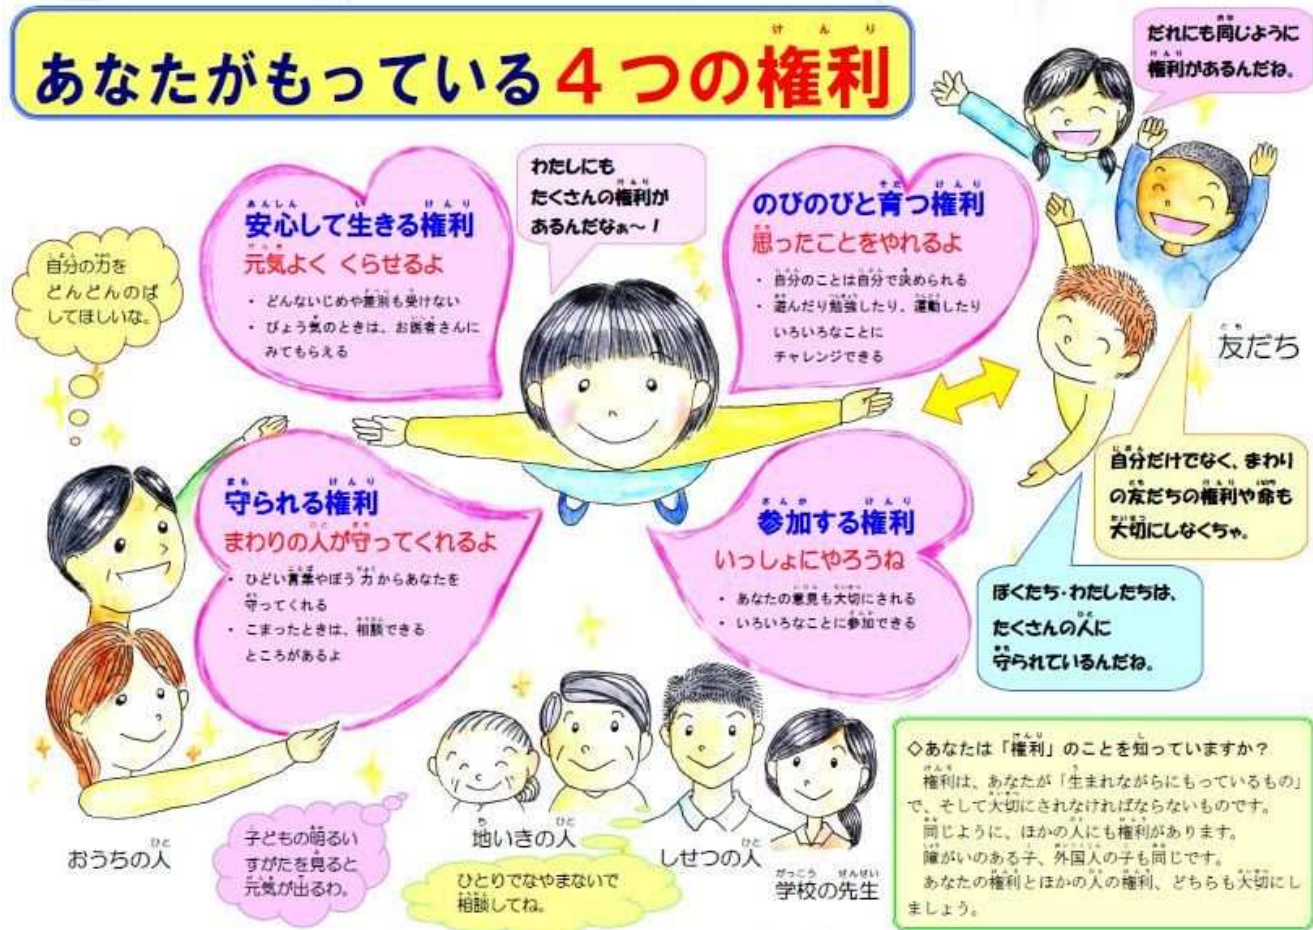 あなたがもっている4つの権利
だれにも同じように
権利があるんだね。
わたしにも
たくさんの権利が
あるんだなぁ～！
安心して生きる権利
元気よく くらせるよ
・ どんないじめや差別も受けない
・ びょう気のときは、お医者さんに
みてもらえる
のびのびと育つ権利
思ったことをやれるよ
・ 自分のことは自分で決められる
・ 遊んだり勉強したり、運動したり
いろいろなことに
チャレンジできる
自分の力を
どんどんのば
してほしいな。
友だち
守られる権利
まわりの人が守ってくれるよ
・ ひどい言葉やぼう力からあなたを
守ってくれる
・ こまったときは、相談できる
ところがあるよ
参加する権利
いっしょにやろうね
・ あなたの意見も大切にされる
・ いろいろなことに参加できる
自分だけでなく、まわり
の友だちの権利や命も
大切にしなくちゃ。
ぼくたち・わたしたちは、
たくさんの人に
守られているんだね。
おうちの人
子どもの明るい
すがたを見ると
元気が出るわ。
地いきの人
ひとりでなやまないで
相談してね。
しせつの人
学校の先生
◇あなたは「権利」のことを知っていますか？
権利は、あなたが「生まれながらにもっているもの」
で、そして大切にされなければならないものです。
同じように、ほかの人にも権利があります。
障がいのある子、外国人の子も同じです。
あなたの権利とほかの人の権利、どちらも大切にし
ましょう。